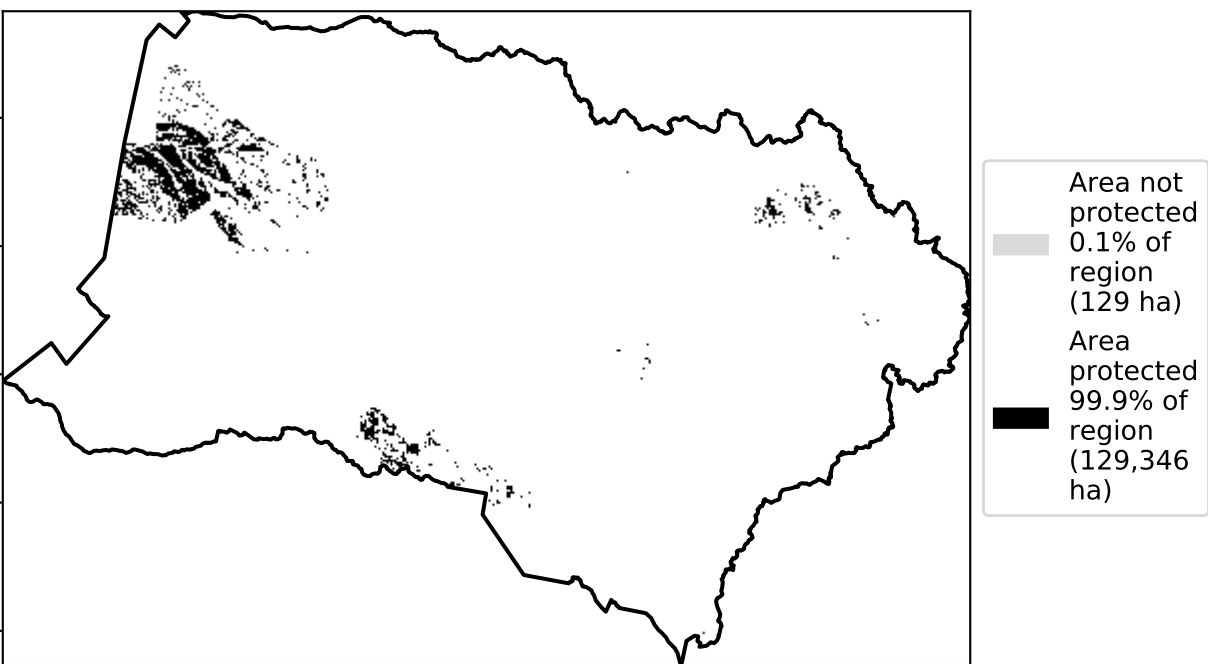 Area not
protected
0.1% of
region
(129 ha)
Area
protected
99.9% of
region
(129,346
ha)